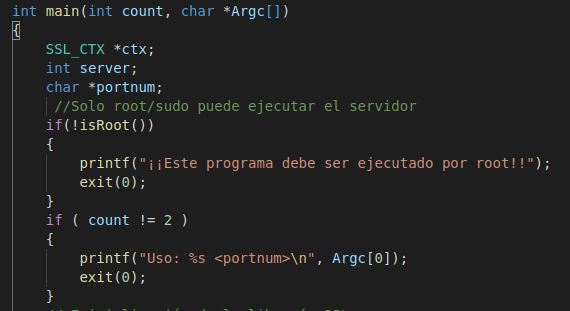 int main(int count, char *Argc[])
{
SSL_CTX *ctx;
int server;
char *portnum;
//Solo root/sudo puede ejecutar el servidor
if(!isRoot())
{
printf("¡¡Este programa debe ser ejecutado por root!!");
exit(0);
}
if ( count != 2 )
{
printf("Uso: %s <portnum>\n", Argc[0]);
exit(0);
}